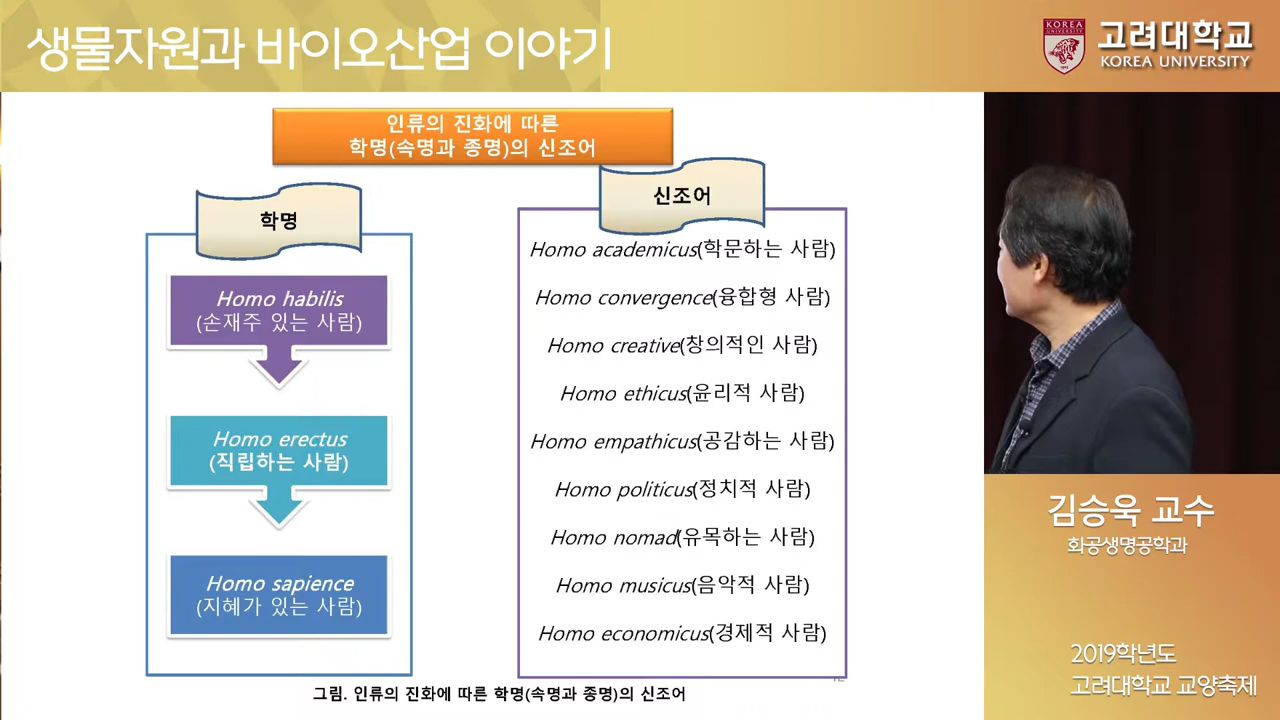 생물자원과 바이오산업 이야기
KOREA
UNIVERSITY
고려대학교
KOREA UNIVERSITY
인류의 진화에 따른
학명(속명과 종명)의 신조어
학명
Homo habilis
(손재주 있는 사람)
Homo erectus
(직립하는 사람)
Homo sapience
(지혜가 있는 사람)
신조어
Homo academicus(학문하는 사람)
Homo convergence(융합형 사람)
Homo creative(창의적인 사람)
Homo ethicus(윤리적 사람)
Homo empathicus(공감하는 사람)
Homo politicus(정치적 사람)
Homo nomad(유목하는 사람)
Homo musicus(음악적 사람)
Homo economicus(경제적 사람)
그림. 인류의 진화에 따른 학명(속명과 종명)의 신조어
김승욱 교수
화공생명공학과
2019학년도
고려대학교 교양축제